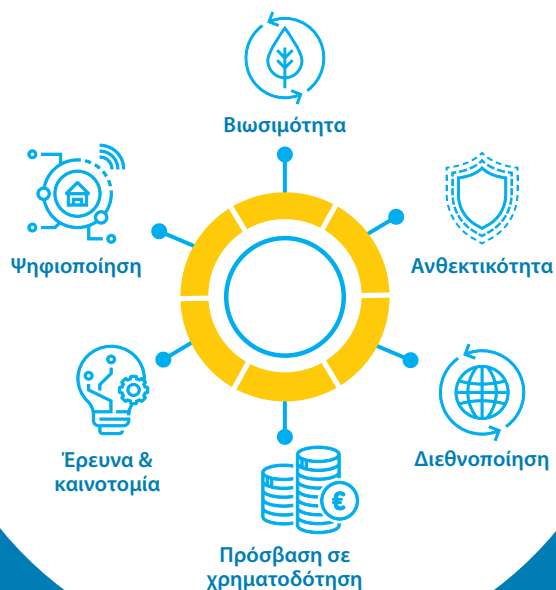 Βιωσιμότητα
Ψηφιοποίηση
Ανθεκτικότητα
Έρευνα &
καινοτομία
Διεθνοποίηση
€
Πρόσβαση σε
χρηματοδότηση